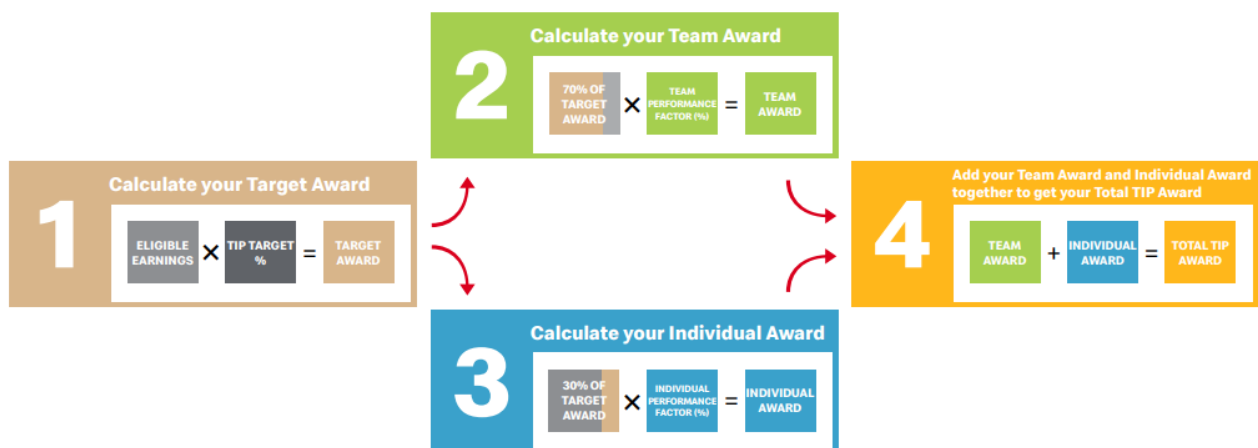 1
Calculate your Target Award
ELIGIBLE
EARNINGS
×
TIP TARGET
%
=
TARGET
AWARD
2
Calculate your Team Award
70% OF
TARGET
AWARD
×
TEAM
PERFORMANCE
FACTOR (%)
=
TEAM
AWARD
3
Calculate your Individual Award
30% OF
TARGET
AWARD
×
INDIVIDUAL
PERFORMANCE
FACTOR (%)
=
INDIVIDUAL
AWARD
4
Add your Team Award and Individual Award
together to get your Total TIP Award
TEAM
AWARD
+
INDIVIDUAL
AWARD
=
TOTAL TIP
AWARD